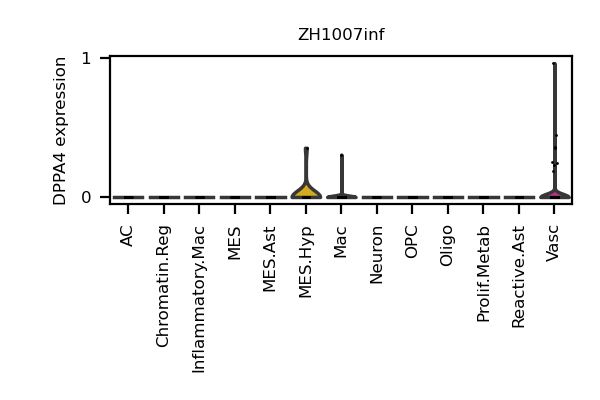 ZH1007inf
DPPA4 expression
1
0
AC
Chromatin.Reg
Inflammatory.Mac
MES
MES.Ast
MES.Hyp
Mac
Neuron
OPC
Oligo
Prolif.Metab
Reactive.Ast
Vasc